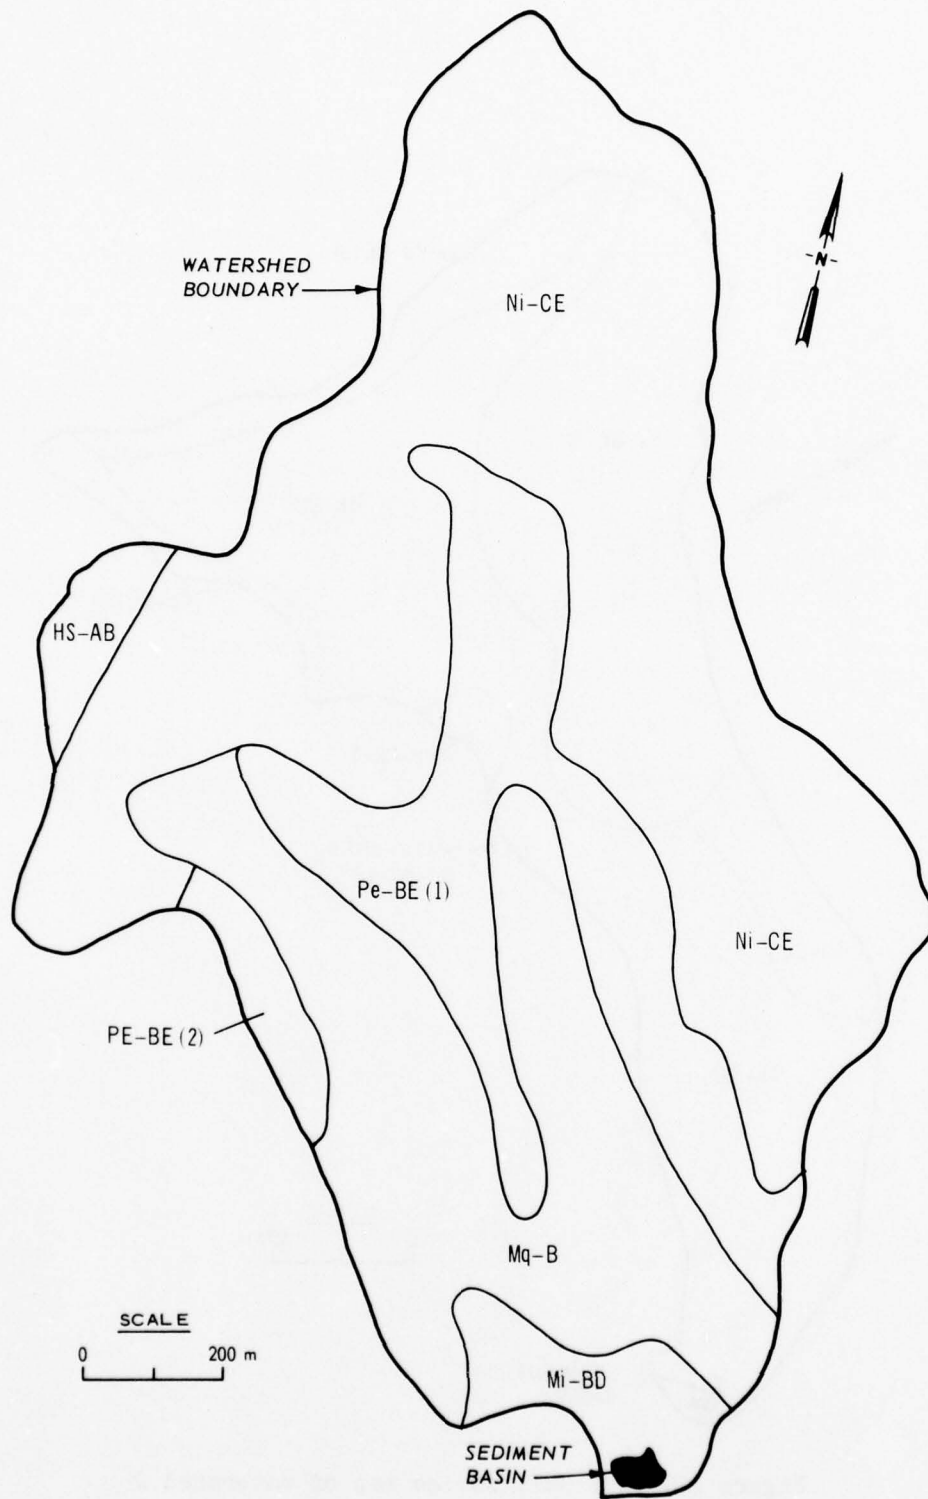 WATERSHED
BOUNDARY
Ni-CE
-N-
HS-AB
Pe-BE (1)
Ni-CE
PE-BE (2)
Mq-B
SCALE
0 200 m
Mi-BD
SEDIMENT
BASIN